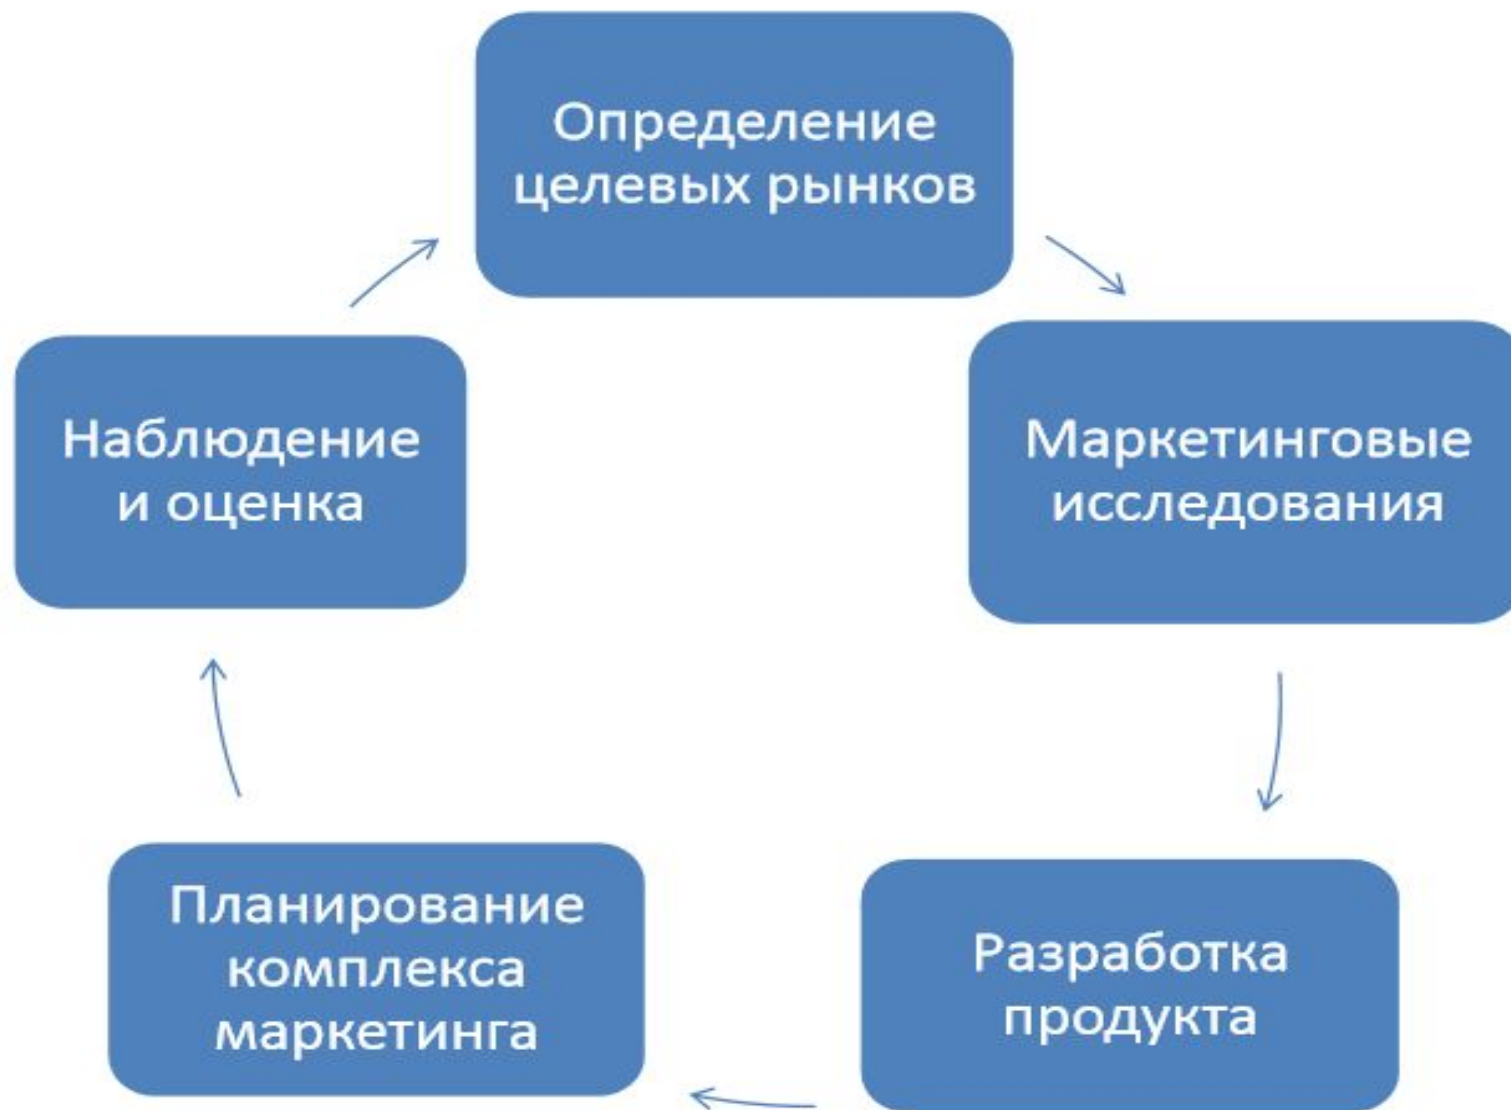 Определение
целевых рынков
Маркетинговые
исследования
Разработка
продукта
Планирование
комплекса
маркетинга
Наблюдение
и оценка